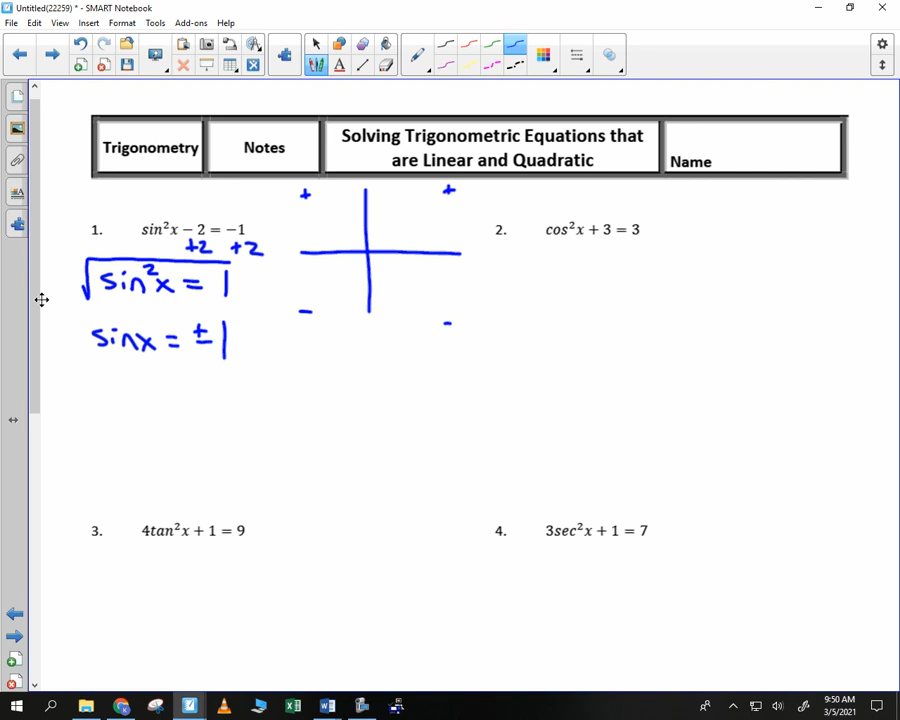 Untitled(22259) * - SMART Notebook
File Edit View Insert Format Tools Add-ons Help
Trigonometry
Notes
Solving Trigonometric Equations that
are Linear and Quadratic
Name
1. sin²x − 2 = −1
+2 +2
√sin²x = 1
sinx = ± 1
+ +
- -
2. cos²x + 3 = 3
3. 4tan²x + 1 = 9
4. 3sec²x + 1 = 7
9:50 AM
3/5/2021